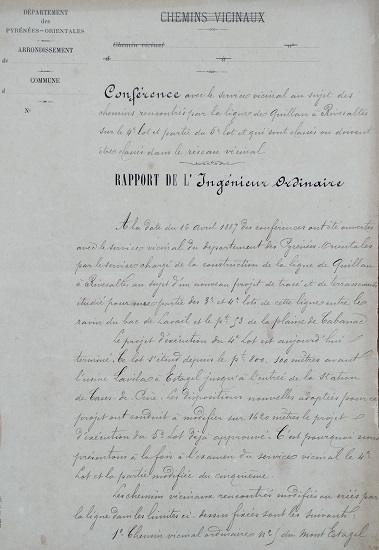 DÉPARTEMENT
des
PYRÉNÉES-ORIENTALES
ARRONDISSEMENT
de
COMMUNE
d
N°
CHEMINS VICINAUX
Chemin vicinal n°
d à
Conférence avec le service vicinal au sujet des
chemins rencontrés par la ligne de Quillan à Rivesaltes
sur le 4e lot et partie du 5e lot et qui sont classés ou doivent
être classés dans le réseau vicinal
RAPPORT DE L'Ingénieur Ordinaire
A la date du 16 Avril 1887 des conférences ont été ouvertes
avec le service vicinal du département des Pyrénées-Orientales
par le service chargé de la construction de la ligne de Quillan
à Rivesaltes au sujet d'un nouveau projet de tracé et de terrassements
étudié pour une partie des 3e et 4e lots de cette ligne entre le
ravin du bac de Lavail et le pt 53 de la plaine de Cabanac
Le projet d'exécution du 4e lot est aujourd'hui
terminé. Ce lot s'étend depuis le pt 800, 100 mètres avant
l'usine Lavila à Estagel jusqu'à l'entrée de la Station
de Cases de Pène. Les dispositions nouvelles adoptées pour ce
projet ont conduit à modifier sur 1620 mètres le projet
d'exécution du 5e lot déjà approuvé. C'est pourquoi nous
présentons à la fois à l'examen du service vicinal le 4e
lot et la partie modifiée du cinquième.
Les chemins vicinaux rencontrés modifiés ou créés par
la ligne dans les limites ci-dessus fixées sont les suivants:
1° Chemin vicinal ordinaire N° 5 du Mont Estagel